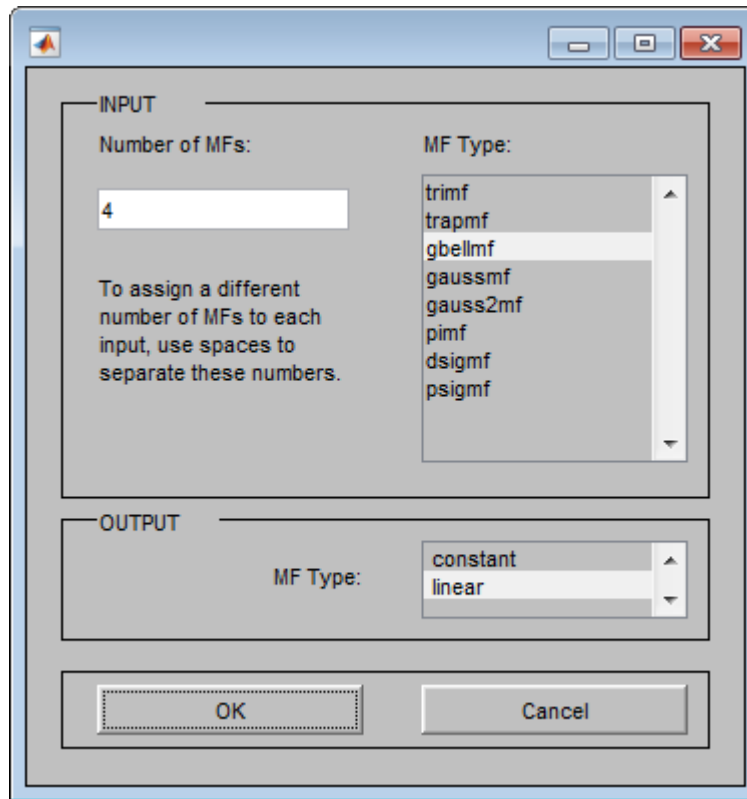 INPUT
Number of MFs:
4
To assign a different
number of MFs to each
input, use spaces to
separate these numbers.
MF Type:
trimf
trapmf
gbellmf
gaussmf
gauss2mf
pimf
dsigmf
psigmf
OUTPUT
MF Type:
constant
linear
OK
Cancel